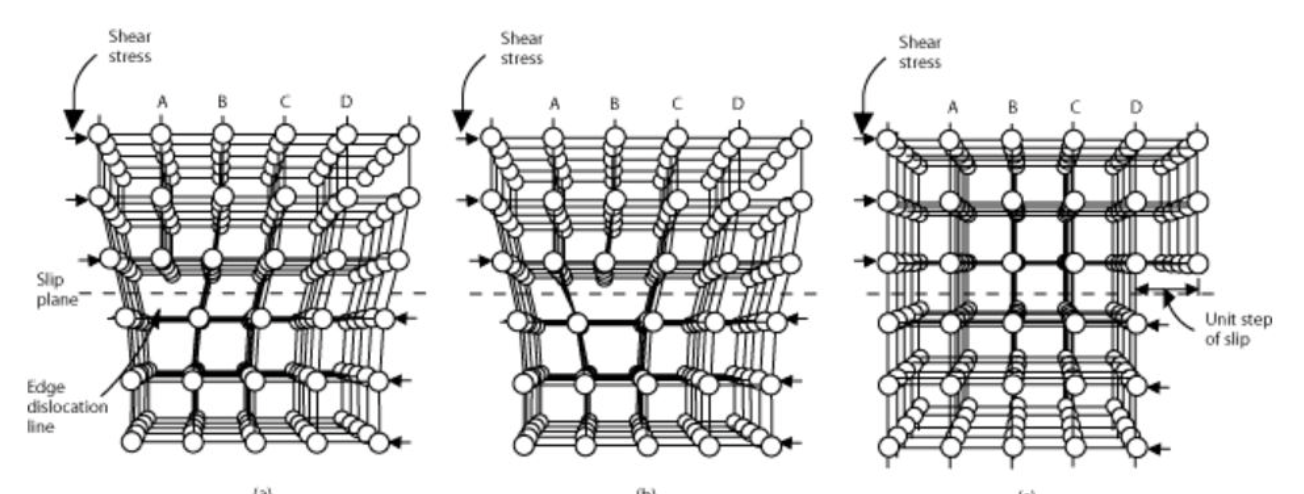 Shear
stress
A B C D
Slip
plane
Edge
dislocation
line
(a)
Shear
stress
A B C D
(b)
Shear
stress
A B C D
Unit step
of slip